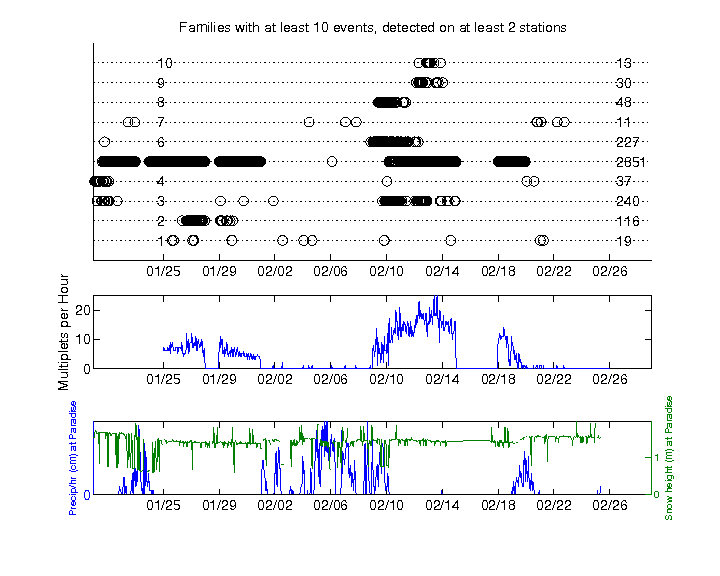 Families with at least 10 events, detected on at least 2 stations
10 13
9 30
8 48
7 11
6 227
2651
4 37
3 240
2 116
1 19
01/25 01/29 02/02 02/06 02/10 02/14 02/18 02/22 02/26
Multiplets per Hour
20
10
0
01/25 01/29 02/02 02/06 02/10 02/14 02/18 02/22 02/26
Precip/hr (cm) at Paradise
0
1
0
Snow height (m) at Paradise
01/25 01/29 02/02 02/06 02/10 02/14 02/18 02/22 02/26